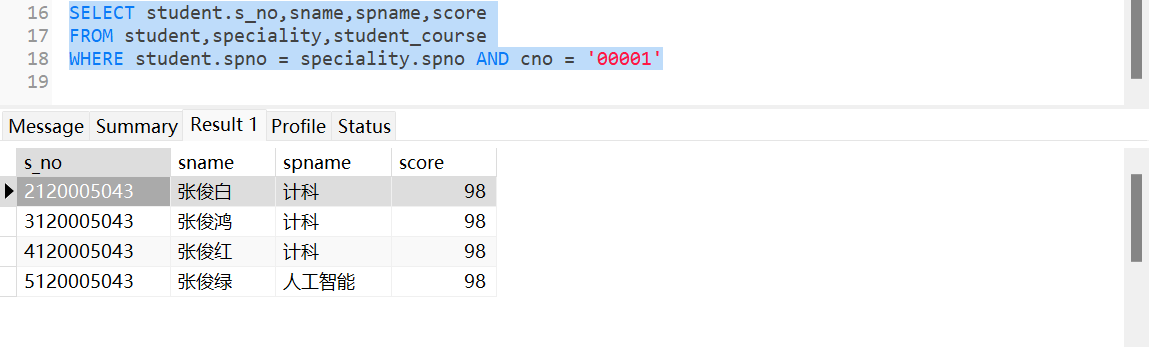 16 SELECT student.s_no,sname,spname,score
17 FROM student,speciality,student_course
18 WHERE student.spno = speciality.spno AND cno = '00001'
19
Message Summary Result 1 Profile Status
s_no sname spname score
2120005043 张俊白 计科 98
3120005043 张俊鸿 计科 98
4120005043 张俊红 计科 98
5120005043 张俊绿 人工智能 98